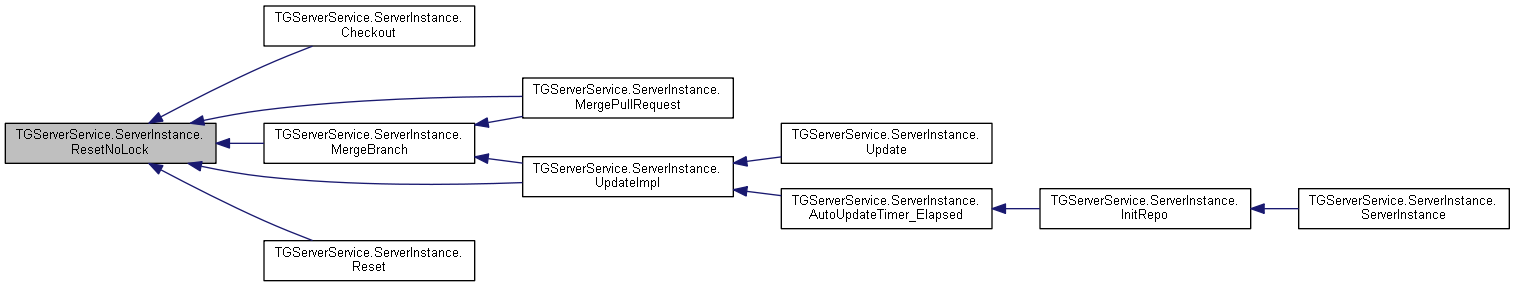 TGServerService.ServerInstance.
Checkout
TGServerService.ServerInstance.
MergePullRequest
TGServerService.ServerInstance.
ResetNoLock
TGServerService.ServerInstance.
MergeBranch
TGServerService.ServerInstance.
Update
TGServerService.ServerInstance.
UpdateImpl
TGServerService.ServerInstance.
AutoUpdateTimer_Elapsed
TGServerService.ServerInstance.
InitRepo
TGServerService.ServerInstance.
ServerInstance
TGServerService.ServerInstance.
Reset